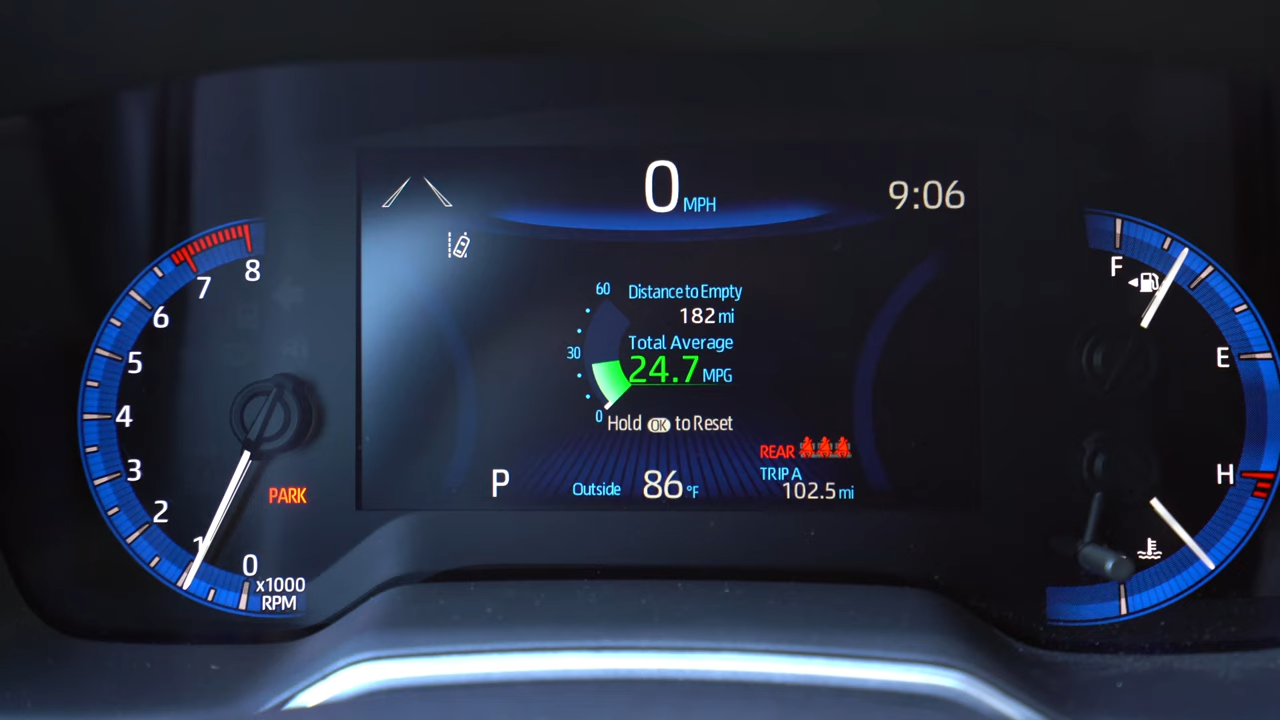 0 MPH
9:06
8
7
6
5
4
3
2
1
0
x1000
RPM
PARK
60
30
0
Distance to Empty
182 mi
Total Average
24.7 MPG
Hold OK to Reset
REAR
TRIP A
102.5 mi
P
Outside 86 °F
F
E
H